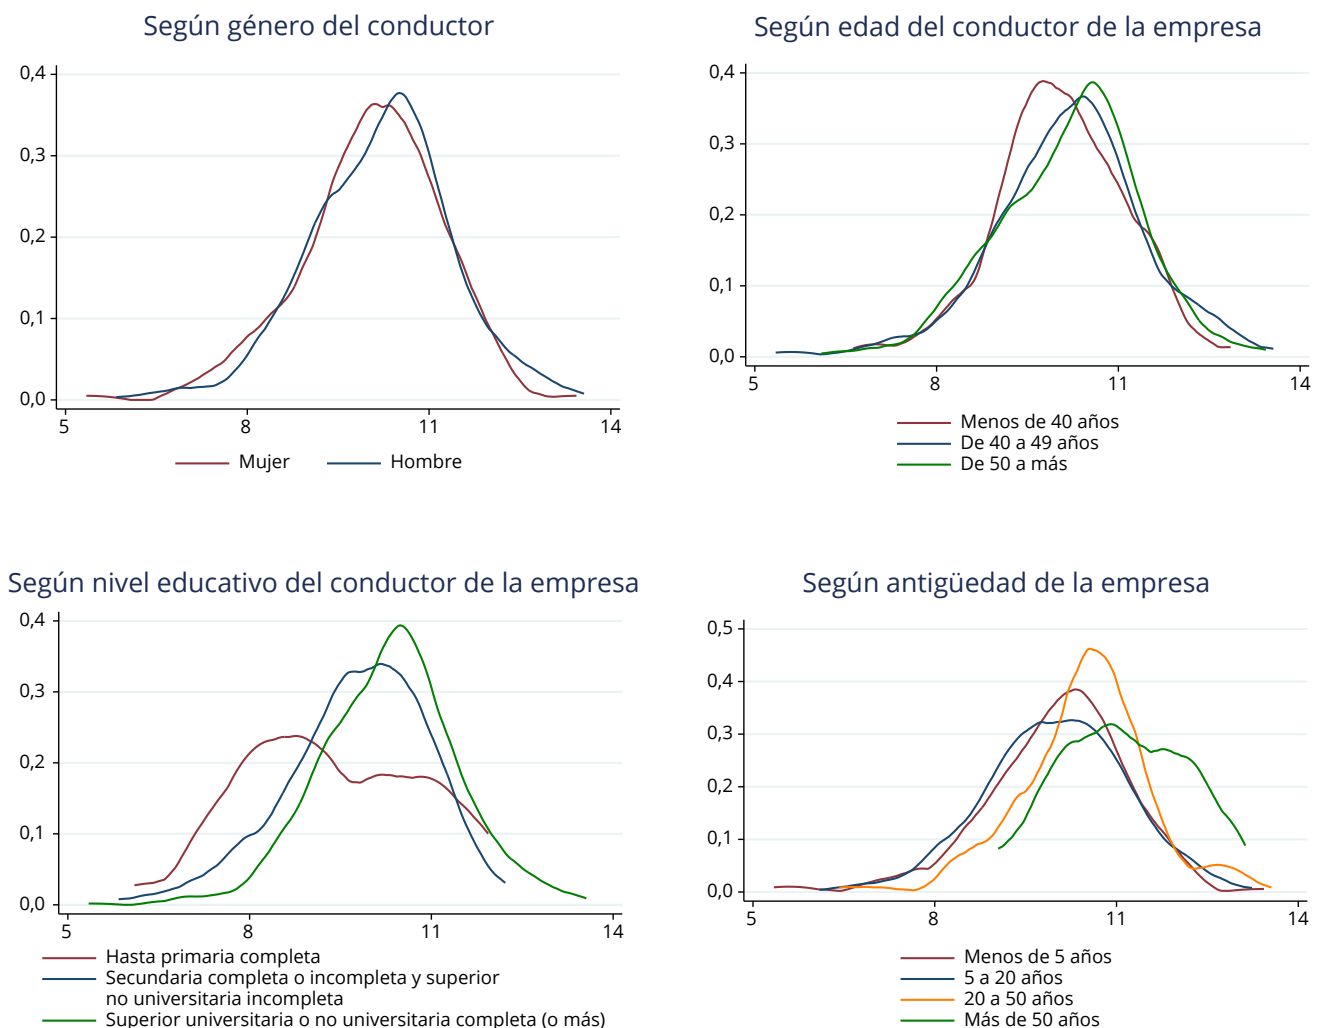 Según género del conductor
0,4
0,3
0,2
0,1
0,0
5 8 11 14
Mujer Hombre
Según edad del conductor de la empresa
0,4
0,3
0,2
0,1
0,0
5 8 11 14
Menos de 40 años
De 40 a 49 años
De 50 a más
Según nivel educativo del conductor de la empresa
0,4
0,3
0,2
0,1
0,0
5 8 11 14
Hasta primaria completa
Secundaria completa o incompleta y superior
no universitaria incompleta
Superior universitaria o no universitaria completa (o más)
Según antigüedad de la empresa
0,5
0,4
0,3
0,2
0,1
0,0
5 8 11 14
Menos de 5 años
5 a 20 años
20 a 50 años
Más de 50 años